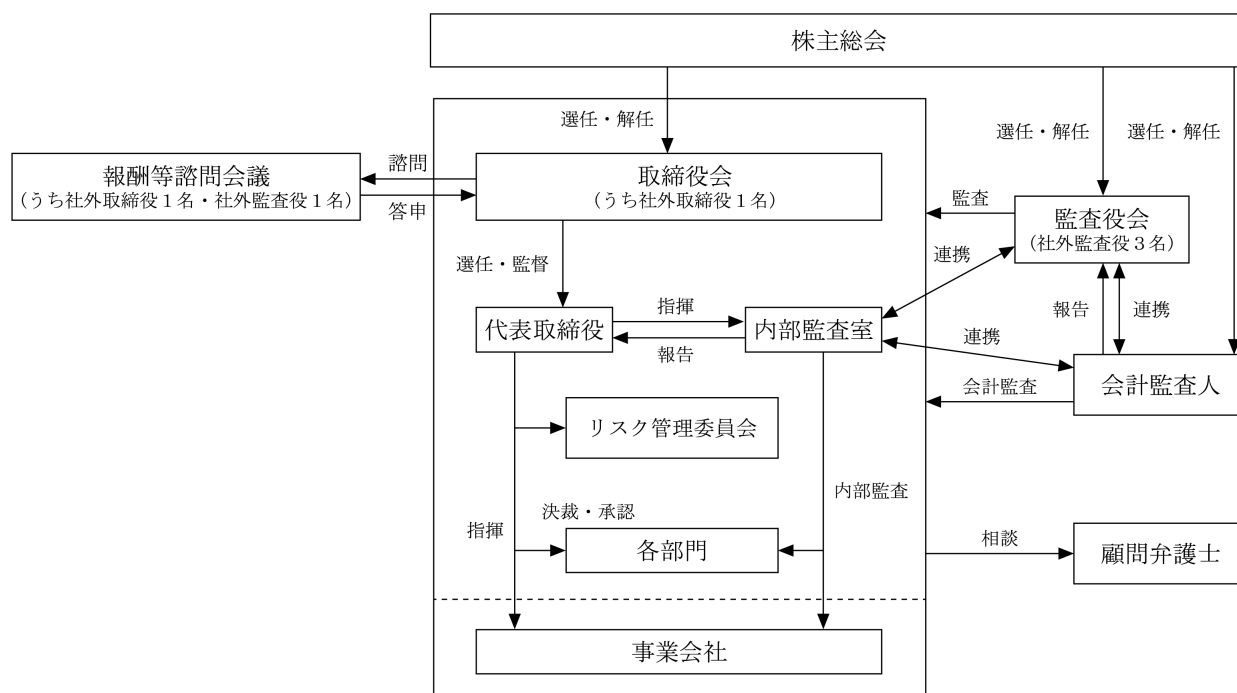 株主総会
選任・解任
選任・解任
選任・解任
報酬等諮問会議
（うち社外取締役１名・社外監査役１名）
諮問
答申
取締役会
（うち社外取締役１名）
監査
監査役会
（社外監査役３名）
選任・監督
連携
代表取締役
指揮
報告
内部監査室
報告
連携
連携
会計監査
会計監査人
リスク管理委員会
内部監査
指揮
決裁・承認
各部門
相談
顧問弁護士
事業会社